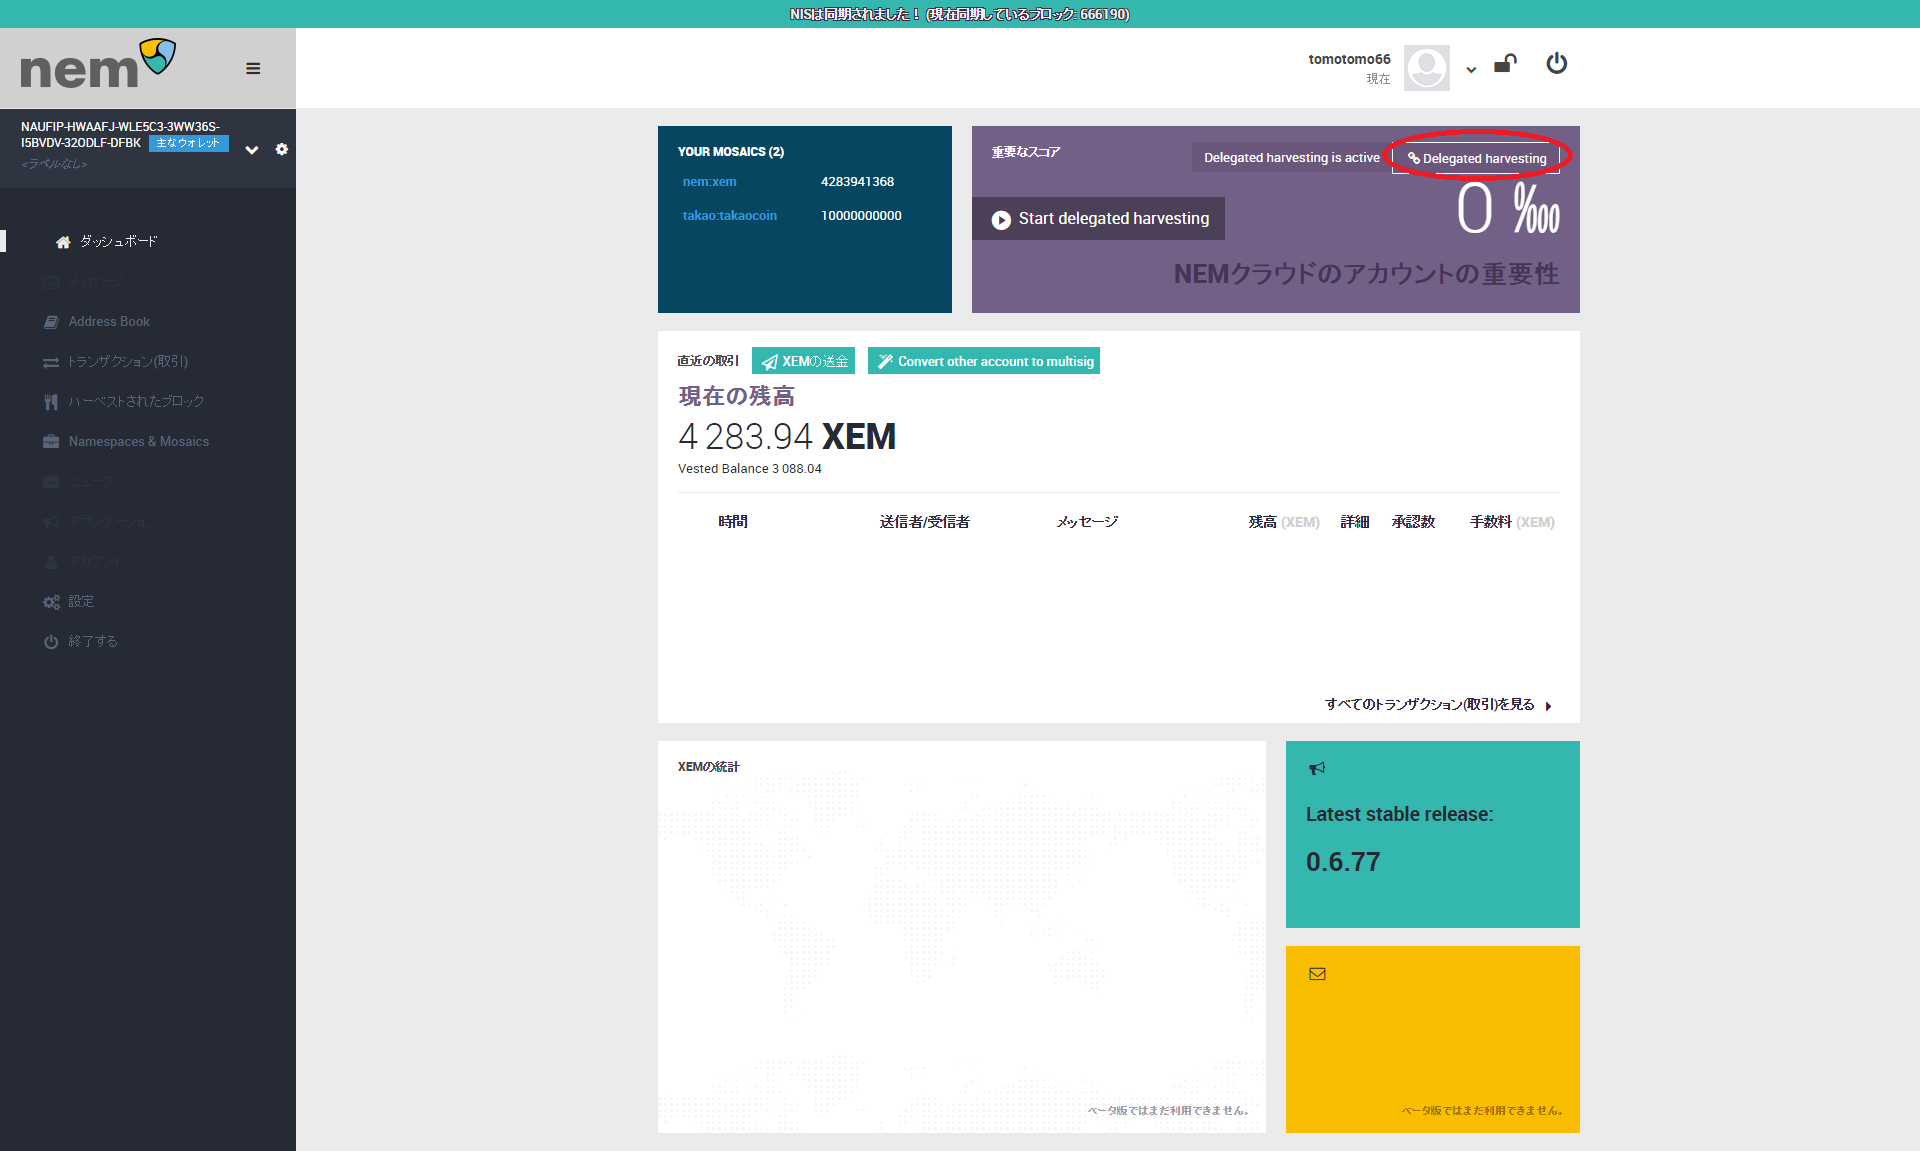 NISは同期されました！ (現在同期しているブロック: 666190)
nem
tomotomo66
現在
NAUFIP-HWAAFJ-WLE5C3-3WW36S-
I5BVDV-32ODLF-DFBK 主なウォレット
<ラベルなし>
ダッシュボード
メッセージ
Address Book
トランザクション(取引)
ハーベストされたブロック
Namespaces & Mosaics
ニュース
アプリケーション
アカウント
設定
終了する
YOUR MOSAICS (2)
nem:xem 4283941368
takao:takaocoin 10000000000
重要なスコア
Delegated harvesting is active
Delegated harvesting
0 ‱
Start delegated harvesting
NEMクラウドのアカウントの重要性
直近の取引 XEMの送金 Convert other account to multisig
現在の残高
4 283.94 XEM
Vested Balance 3 088.04
時間 送信者/受信者 メッセージ 残高 (XEM) 詳細 承認数 手数料 (XEM)
すべてのトランザクション(取引)を見る
XEMの統計
ベータ版ではまだ利用できません。
Latest stable release:
0.6.77
ベータ版ではまだ利用できません。